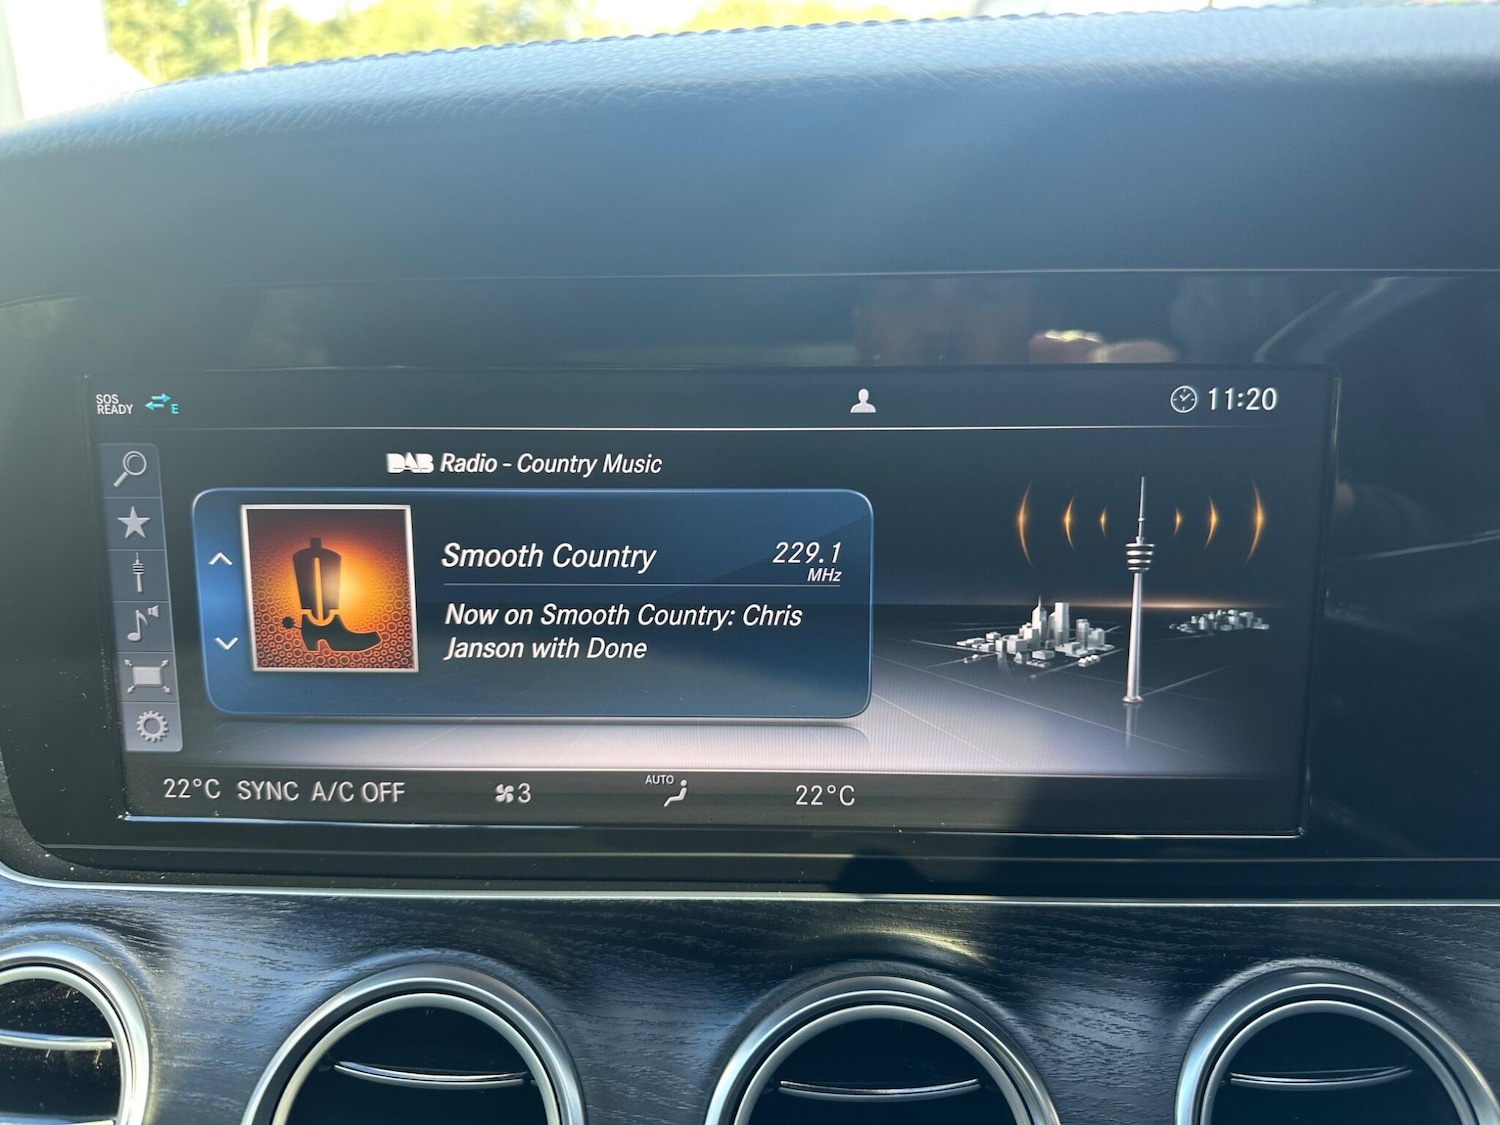 SOS
READY
E
11:20
DAB Radio - Country Music
Smooth Country
229.1
MHz
Now on Smooth Country: Chris
Janson with Done
22°C SYNC A/C OFF 3 AUTO 22°C